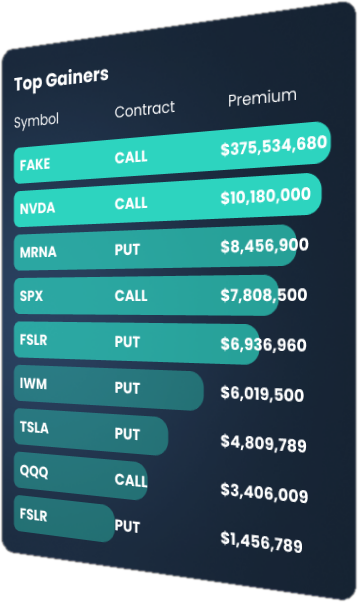 Top Gainers
Symbol Contract Premium
FAKE CALL $375,534,680
NVDA CALL $10,180,000
MRNA PUT $8,456,900
SPX CALL $7,808,500
FSLR PUT $6,936,960
IWM PUT $6,019,500
TSLA PUT $4,809,789
QQQ CALL $3,406,009
FSLR PUT $1,456,789